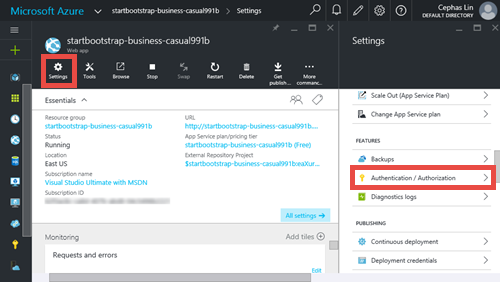 Microsoft Azure
startbootstrap-business-casual991b
Settings
Cephas Lin
DEFAULT DIRECTORY
startbootstrap-business-casual991b
Web app
Settings
Tools
Browse
Stop
Swap
Restart
Delete
Get publish...
More commanc...
Essentials
Resource group
startbootstrap-business-casual991b
Status
Running
Location
East US
Subscription name
Visual Studio Ultimate with MSDN
Subscription ID
URL
http://startbootstrap-business-casual991b....
App Service plan/pricing tier
startbootstrap-business-casual991b (Free)
External Repository Project
$startbootstrap-business-casual991b:eaXur...
All settings →
Monitoring
Add tiles
Requests and errors
Edit
Settings
Scale Out (App Service Plan)
Change App Service plan
FEATURES
Backups
Authentication / Authorization
Diagnostics logs
PUBLISHING
Continuous deployment
Deployment credentials